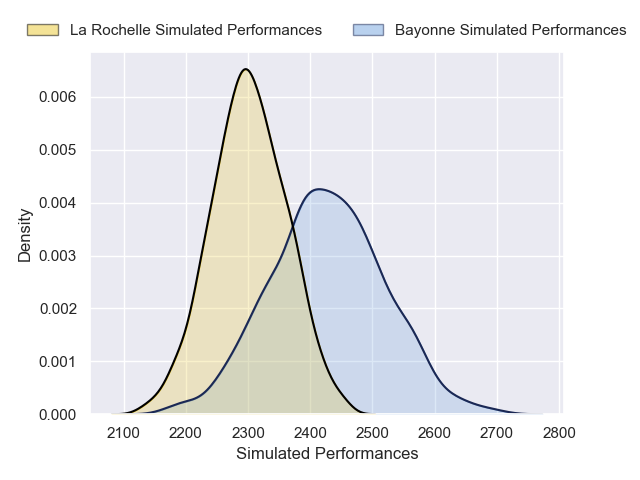 La Rochelle Simulated Performances Bayonne Simulated Performances
0.006
0.005
0.004
0.003
0.002
0.001
0.000
Density
2100 2200 2300 2400 2500 2600 2700 2800
Simulated Performances